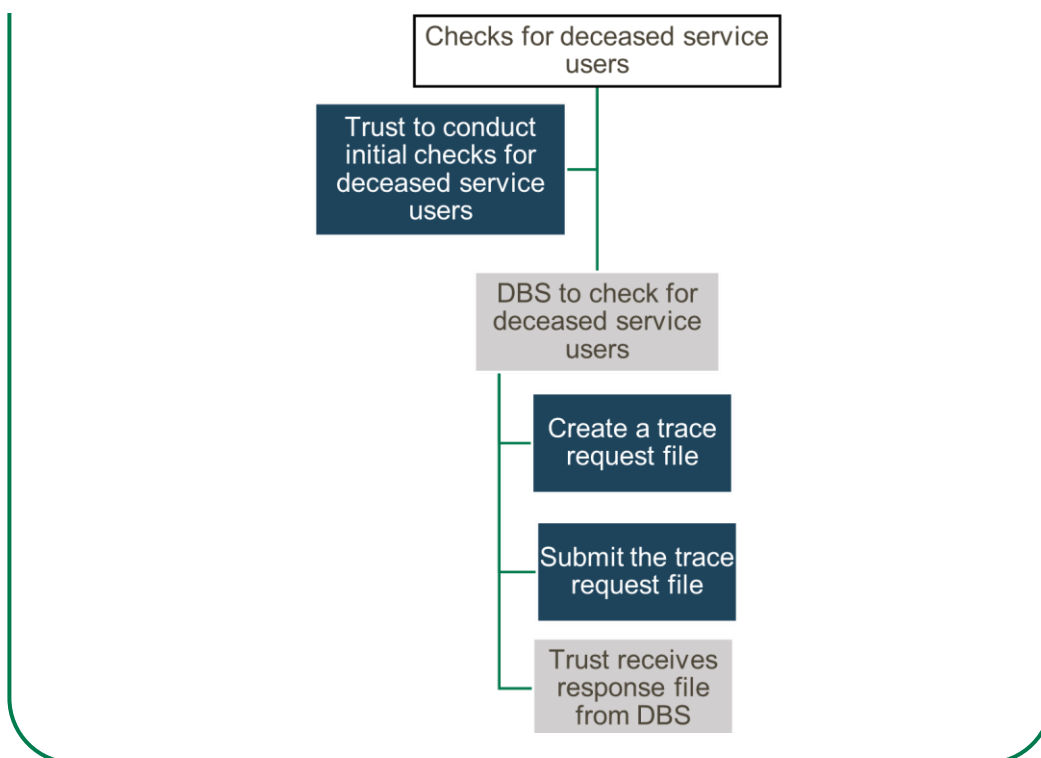 Checks for deceased service
users
Trust to conduct
initial checks for
deceased service
users
DBS to check for
deceased service
users
Create a trace
request file
Submit the trace
request file
Trust receives
response file
from DBS